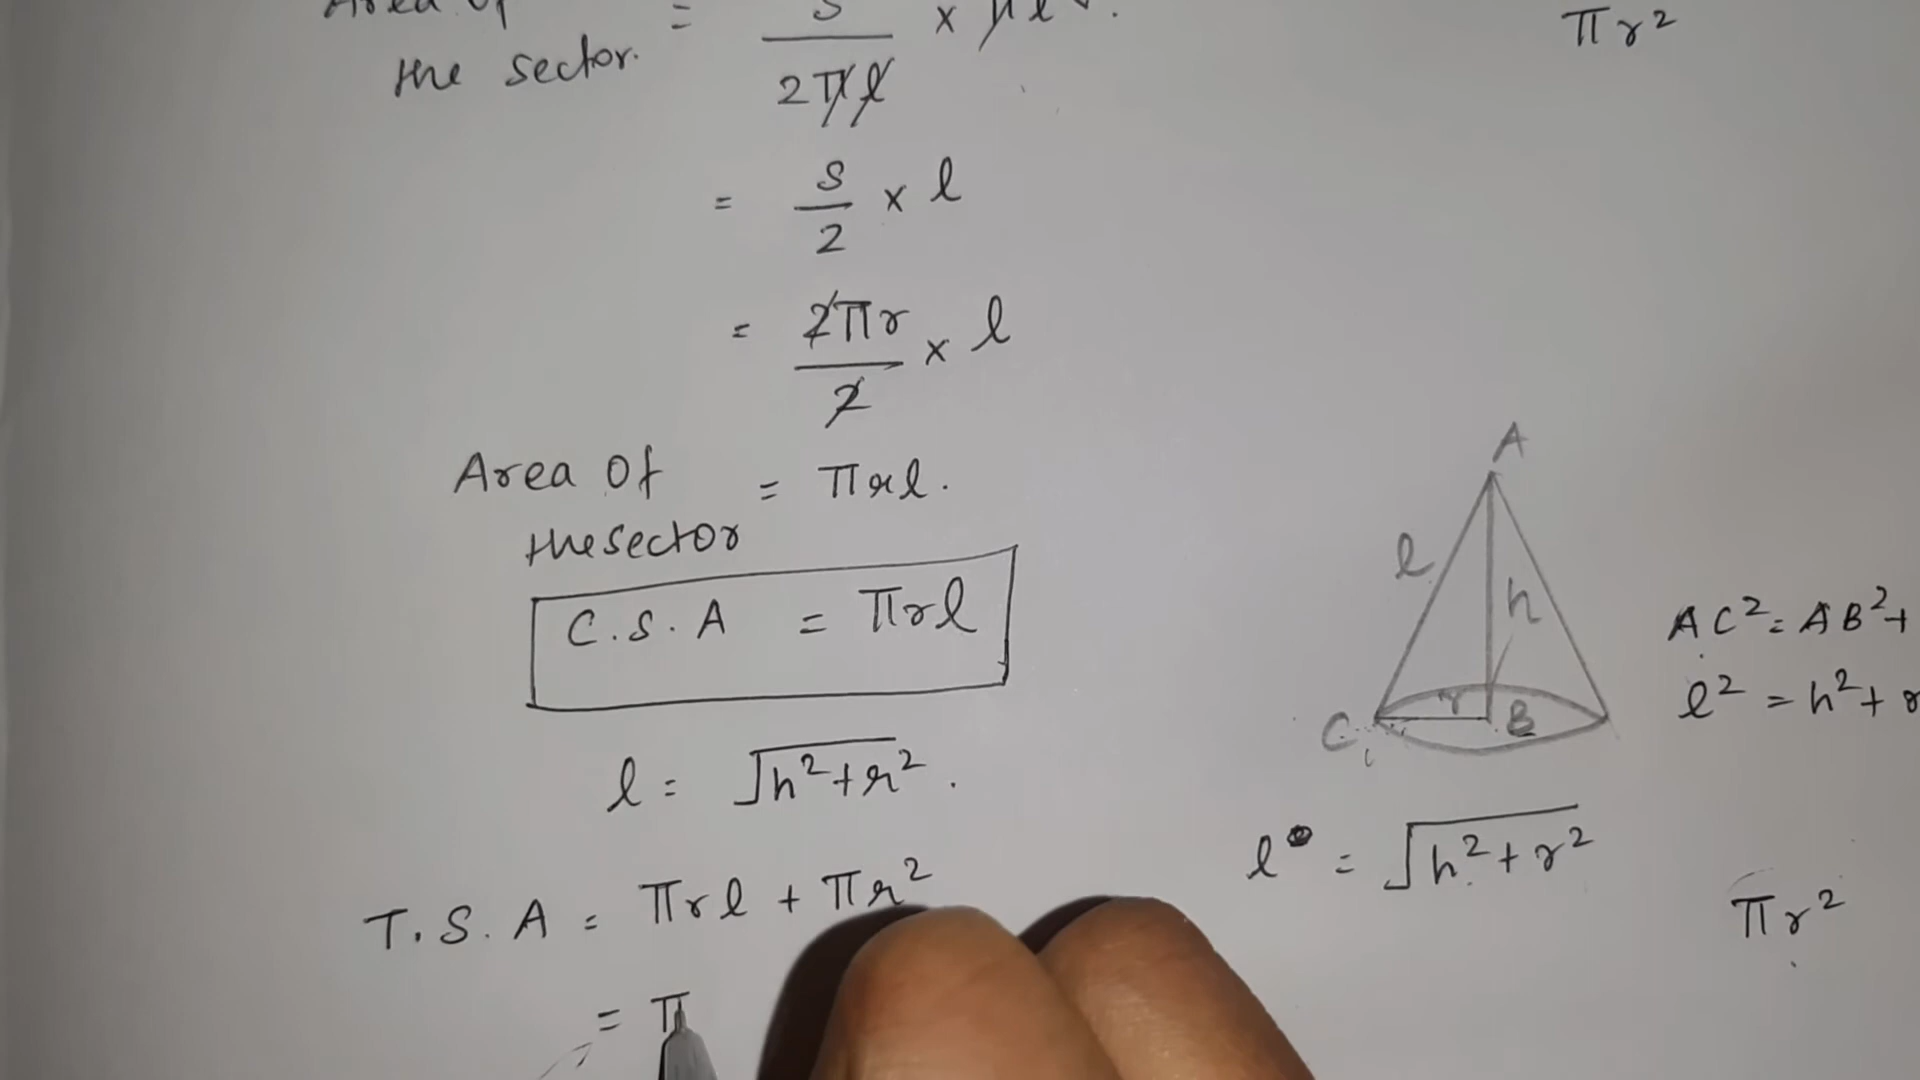 the sector. = S/2πl × πl².
= S/2 × l
= 2πr/2 × l
Area Of = πrl.
the sector
C.S.A = πrl
l = √h²+r².
T.S.A = πrl + πr²
= π
πr²
A
l
h
r
C
B
AC² = AB²+
l² = h²+
l = √h²+r²
πr²